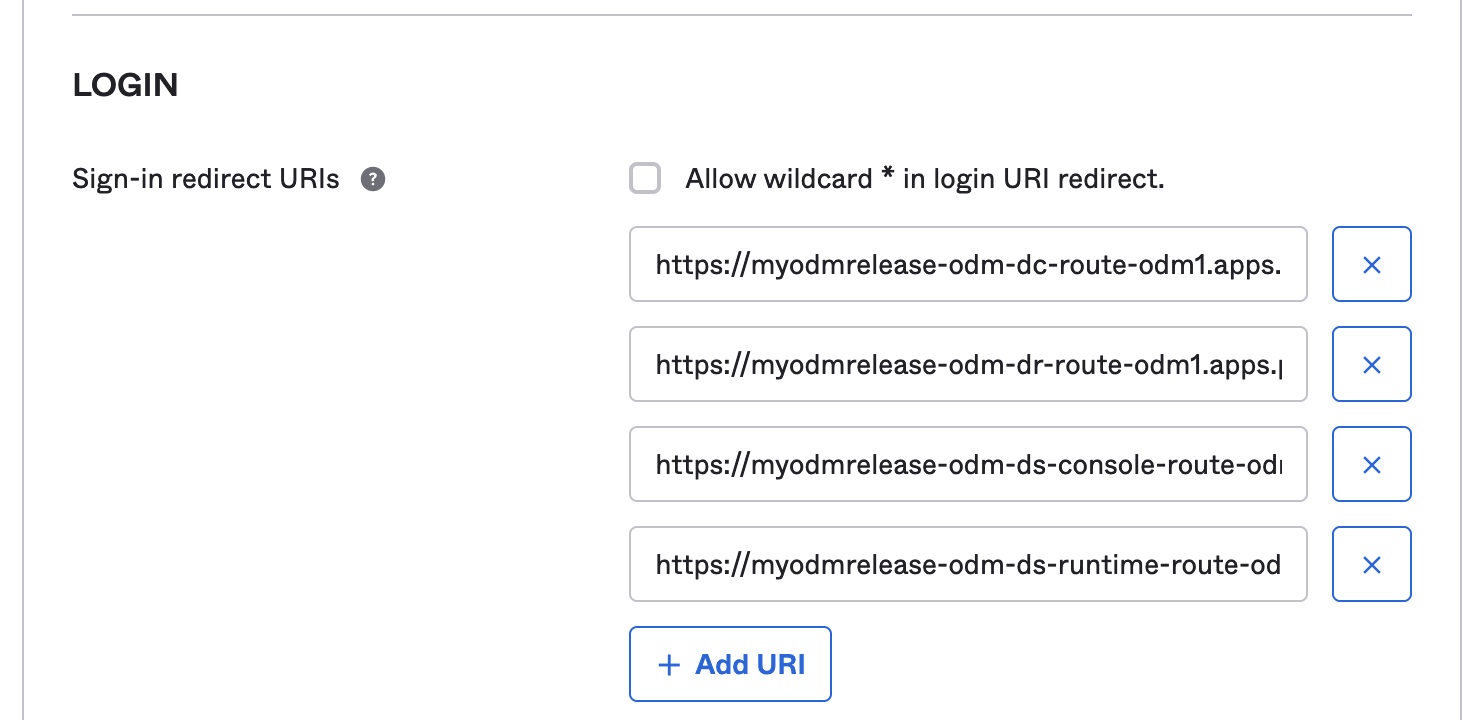 LOGIN
Sign-in redirect URIs ?
Allow wildcard * in login URI redirect.
https://myodmrelease-odm-dc-route-odm1.apps.
https://myodmrelease-odm-dr-route-odm1.apps.
https://myodmrelease-odm-ds-console-route-od
https://myodmrelease-odm-ds-runtime-route-od
+ Add URI